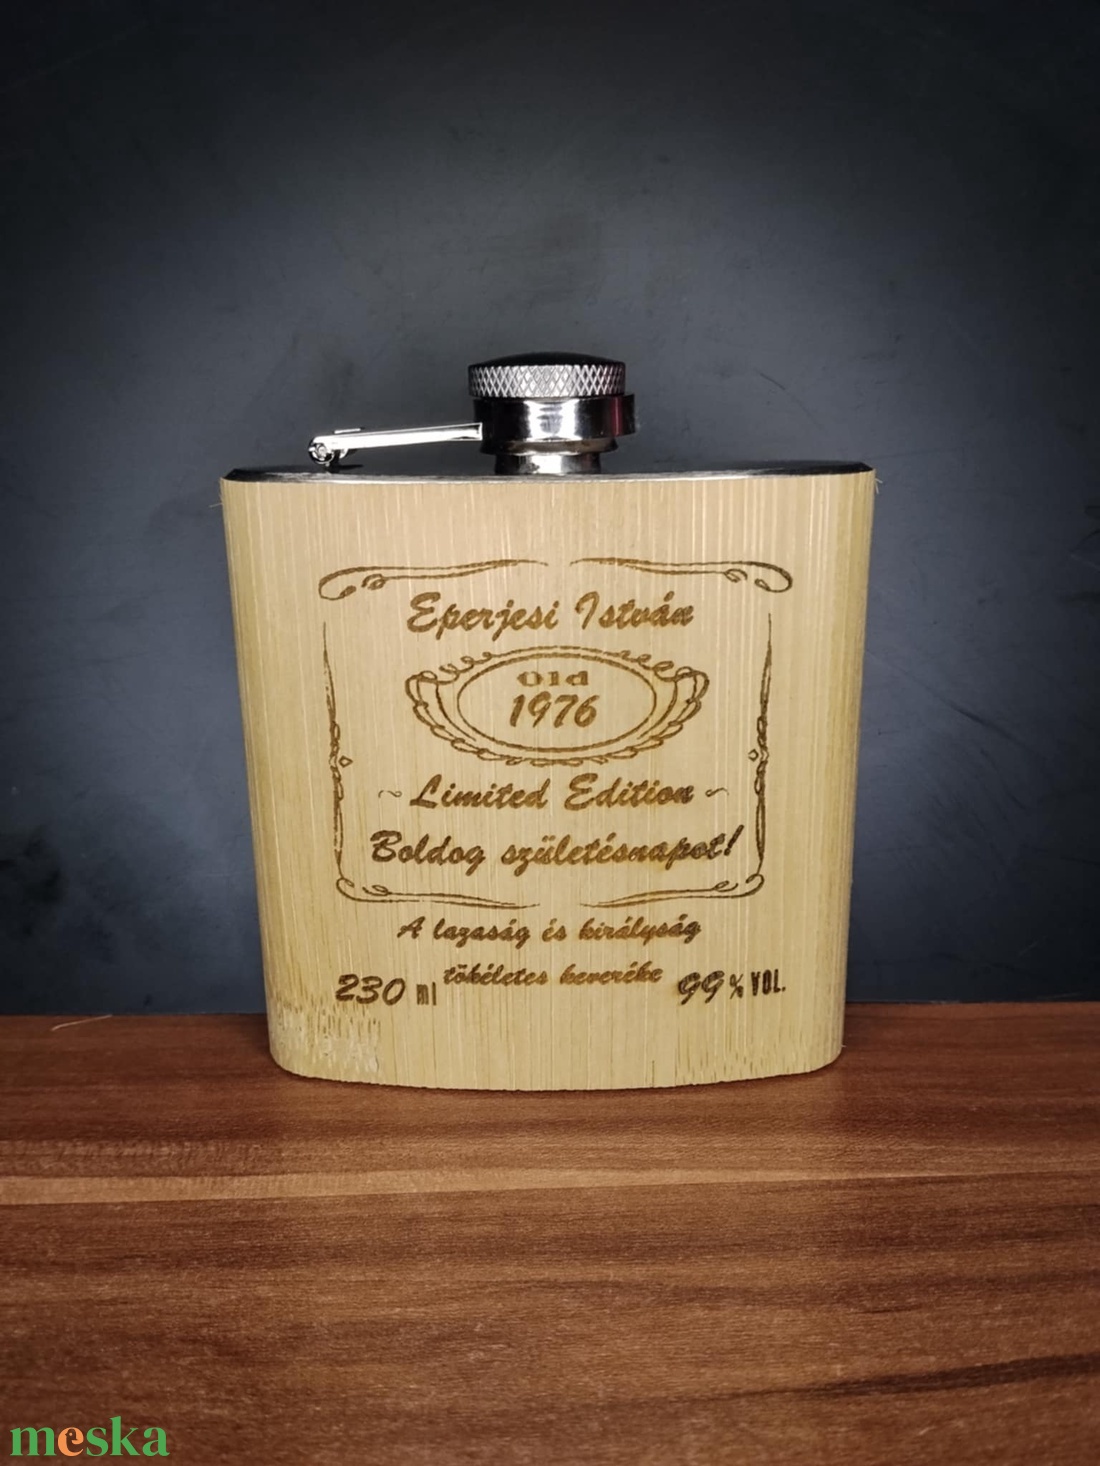 Eperjesi István
Old
1976
~ Limited Edition ~
Boldog születésnapot!
A lazaság és királyság
tökéletes keveréke
230 ml
99% VOL.
meska